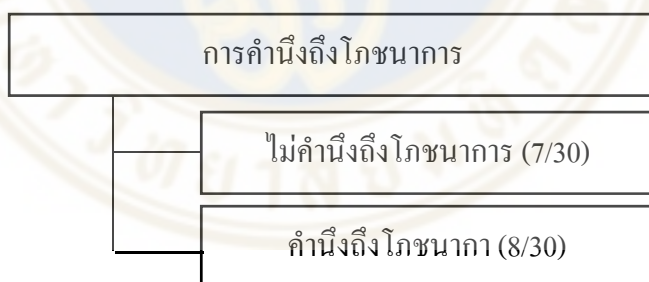 การคำนึงถึงโภชนาการ
ไม่คำนึงถึงโภชนาการ (7/30)
คำนึงถึงโภชนากา (8/30)